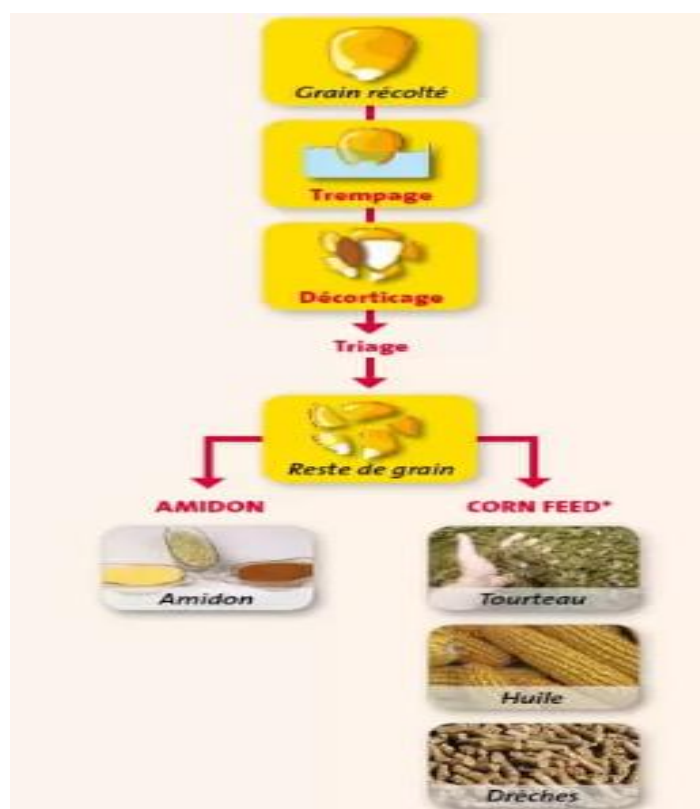 Grain récolté
Trempage
Décorticage
Triage
Reste de grain
AMIDON
CORN FEED*
Amidon
Tourteau
Huile
Drèches